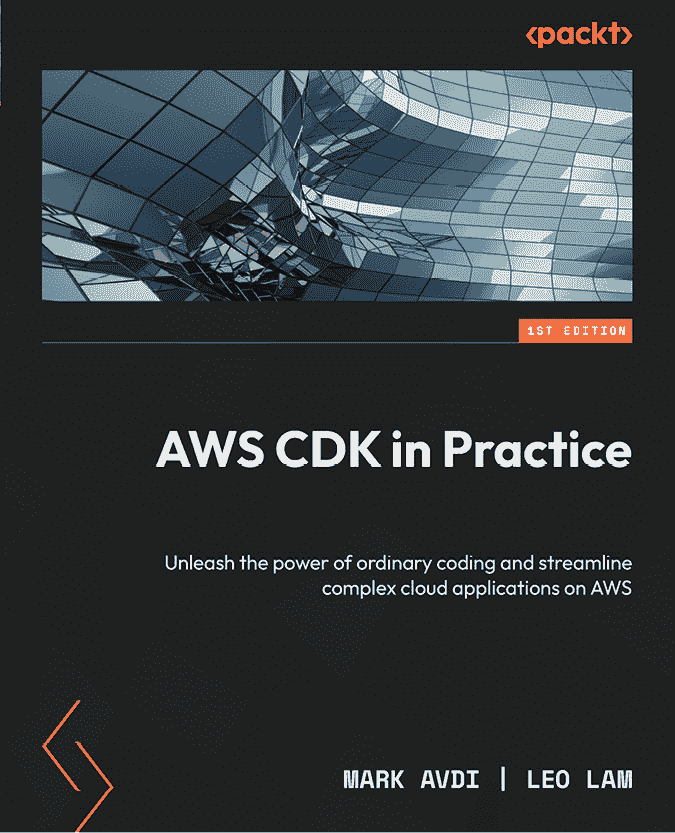 <packt>
1ST EDITION
AWS CDK in Practice
Unleash the power of ordinary coding and streamline
complex cloud applications on AWS
MARK AVDI | LEO LAM